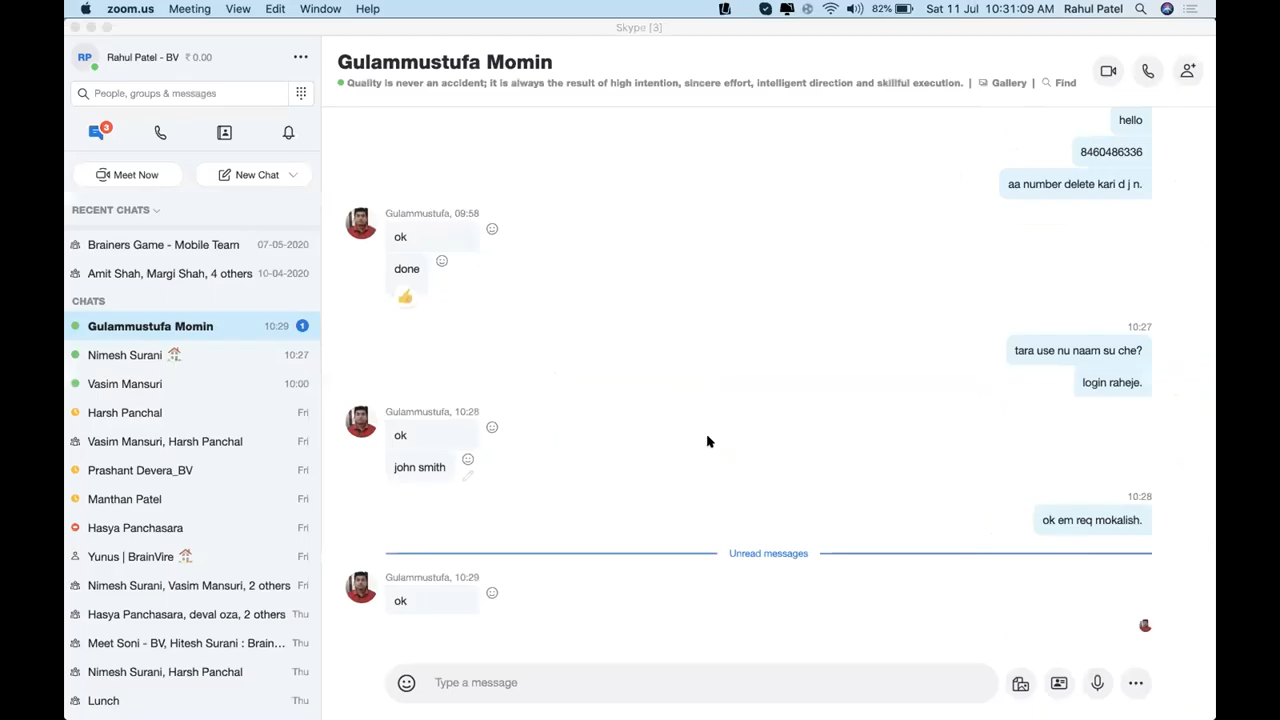 zoom.us Meeting View Edit Window Help 82% Sat 11 Jul 10:31:09 AM Rahul Patel
Skype [3]
RP Rahul Patel - BV ₹ 0.00
People, groups & messages
3
Meet Now New Chat
RECENT CHATS
Brainers Game - Mobile Team 07-05-2020
Amit Shah, Margi Shah, 4 others 10-04-2020
CHATS
Gulammustufa Momin 10:29 1
Nimesh Surani 10:27
Vasim Mansuri 10:00
Harsh Panchal Fri
Vasim Mansuri, Harsh Panchal Fri
Prashant Devera_BV Fri
Manthan Patel Fri
Hasya Panchasara Fri
Yunus | BrainVire Fri
Nimesh Surani, Vasim Mansuri, 2 others Fri
Hasya Panchasara, deval oza, 2 others Thu
Meet Soni - BV, Hitesh Surani : Brain... Thu
Nimesh Surani, Harsh Panchal Thu
Lunch Thu
Gulammustufa Momin
Quality is never an accident; it is always the result of high intention, sincere effort, intelligent direction and skillful execution. | Gallery | Find
hello
8460486336
aa number delete kari d j n.
Gulammustufa, 09:58
ok
done
10:27
tara use nu naam su che?
login raheje.
Gulammustufa, 10:28
ok
john smith
10:28
ok em req mokalish.
Unread messages
Gulammustufa, 10:29
ok
Type a message